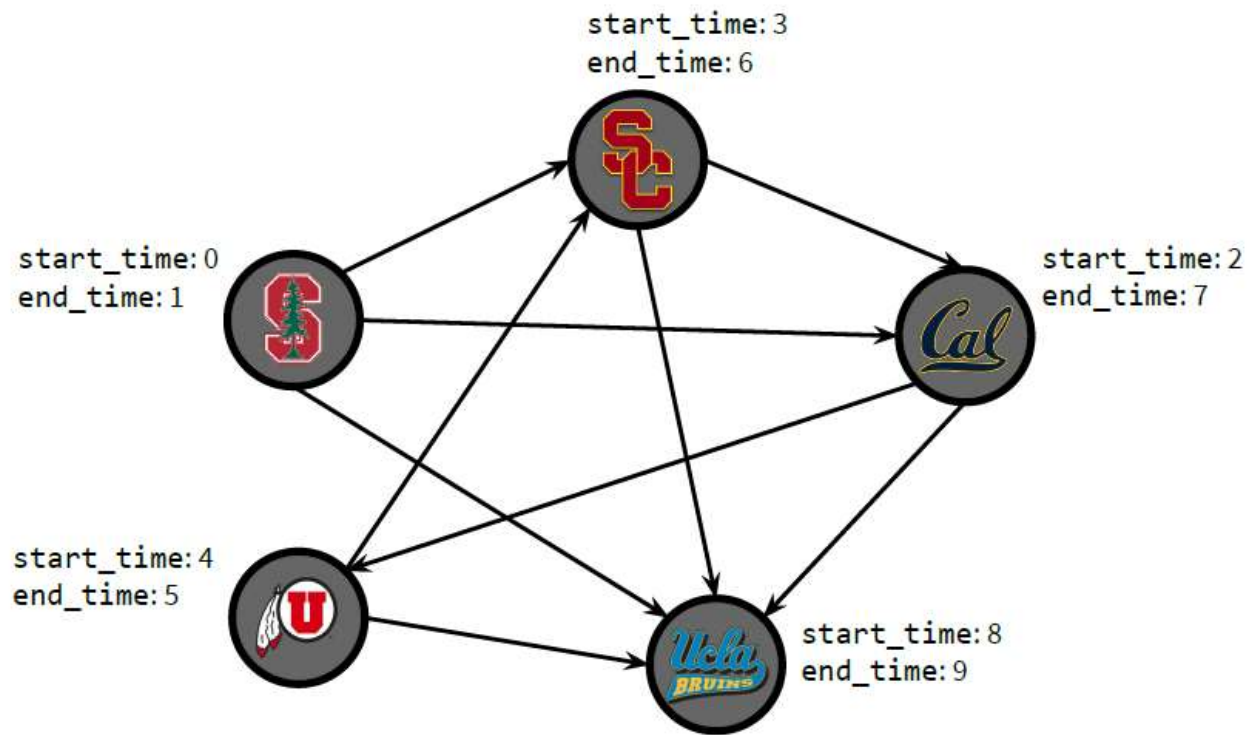 start_time: 3
end_time: 6
SC
start_time: 0
end_time: 1
S
start_time: 2
end_time: 7
Cal
start_time: 4
end_time: 5
U
Ucla
BRUINS
start_time: 8
end_time: 9